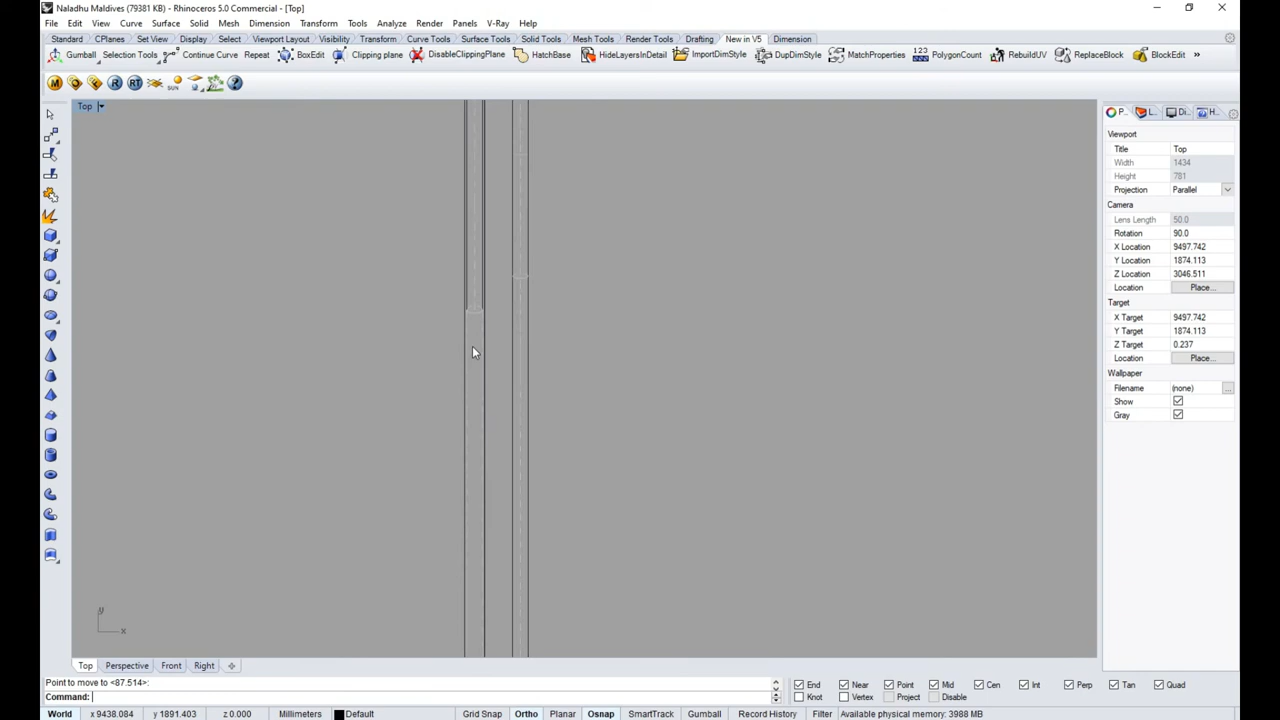 Naladhu Maldives (79381 KB) - Rhinoceros 5.0 Commercial - [Top]
File Edit View Curve Surface Solid Mesh Dimension Transform Tools Analyze Render Panels V-Ray Help
Standard CPlanes Set View Display Select Viewport Layout Visibility Transform Curve Tools Surface Tools Solid Tools Mesh Tools Render Tools Drafting New in V5 Dimension
Gumball Selection Tools Continue Curve Repeat BoxEdit Clipping plane DisableClippingPlane HatchBase HideLayersInDetail ImportDimStyle DupDimStyle MatchProperties 123 PolygonCount RebuildUV ReplaceBlock BlockEdit »
M R RT SUN ?
Top
P... L... Di... H...
Viewport
Title Top
Width 1434
Height 781
Projection Parallel
Camera
Lens Length 50.0
Rotation 90.0
X Location 9497.742
Y Location 1874.113
Z Location 3046.511
Location Place...
Target
X Target 9497.742
Y Target 1874.113
Z Target 0.237
Location Place...
Wallpaper
Filename (none) ...
Show
Gray
y
x
Top Perspective Front Right
Point to move to <87.514>:
Command:
End Near Point Mid Cen Int Perp Tan Quad
Knot Vertex Project Disable
World x 9438.084 y 1891.403 z 0.000 Millimeters Default Grid Snap Ortho Planar Osnap SmartTrack Gumball Record History Filter Available physical memory: 3988 MB